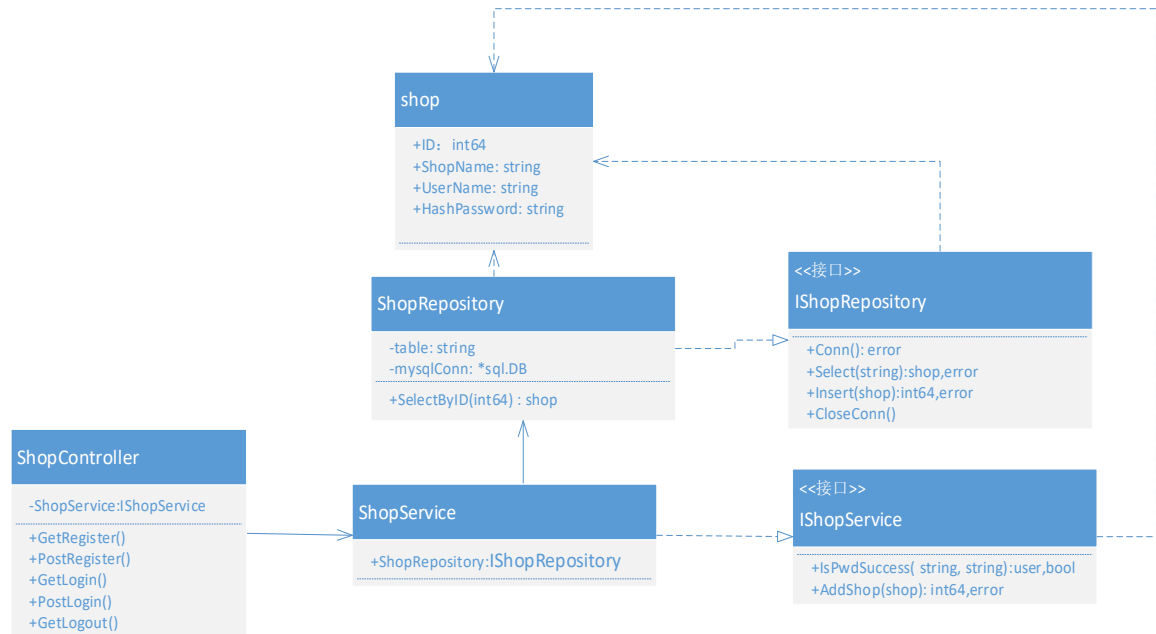 shop
+ID： int64
+ShopName: string
+UserName: string
+HashPassword: string
<<接口>>
IShopRepository
+Conn(): error
+Select(string):shop,error
+Insert(shop):int64,error
+CloseConn()
ShopRepository
-table: string
-mysqlConn: *sql.DB
+SelectByID(int64) : shop
ShopController
-ShopService:IShopService
+GetRegister()
+PostRegister()
+GetLogin()
+PostLogin()
+GetLogout()
ShopService
+ShopRepository:IShopRepository
<<接口>>
IShopService
+IsPwdSuccess( string, string):user,bool
+AddShop(shop): int64,error